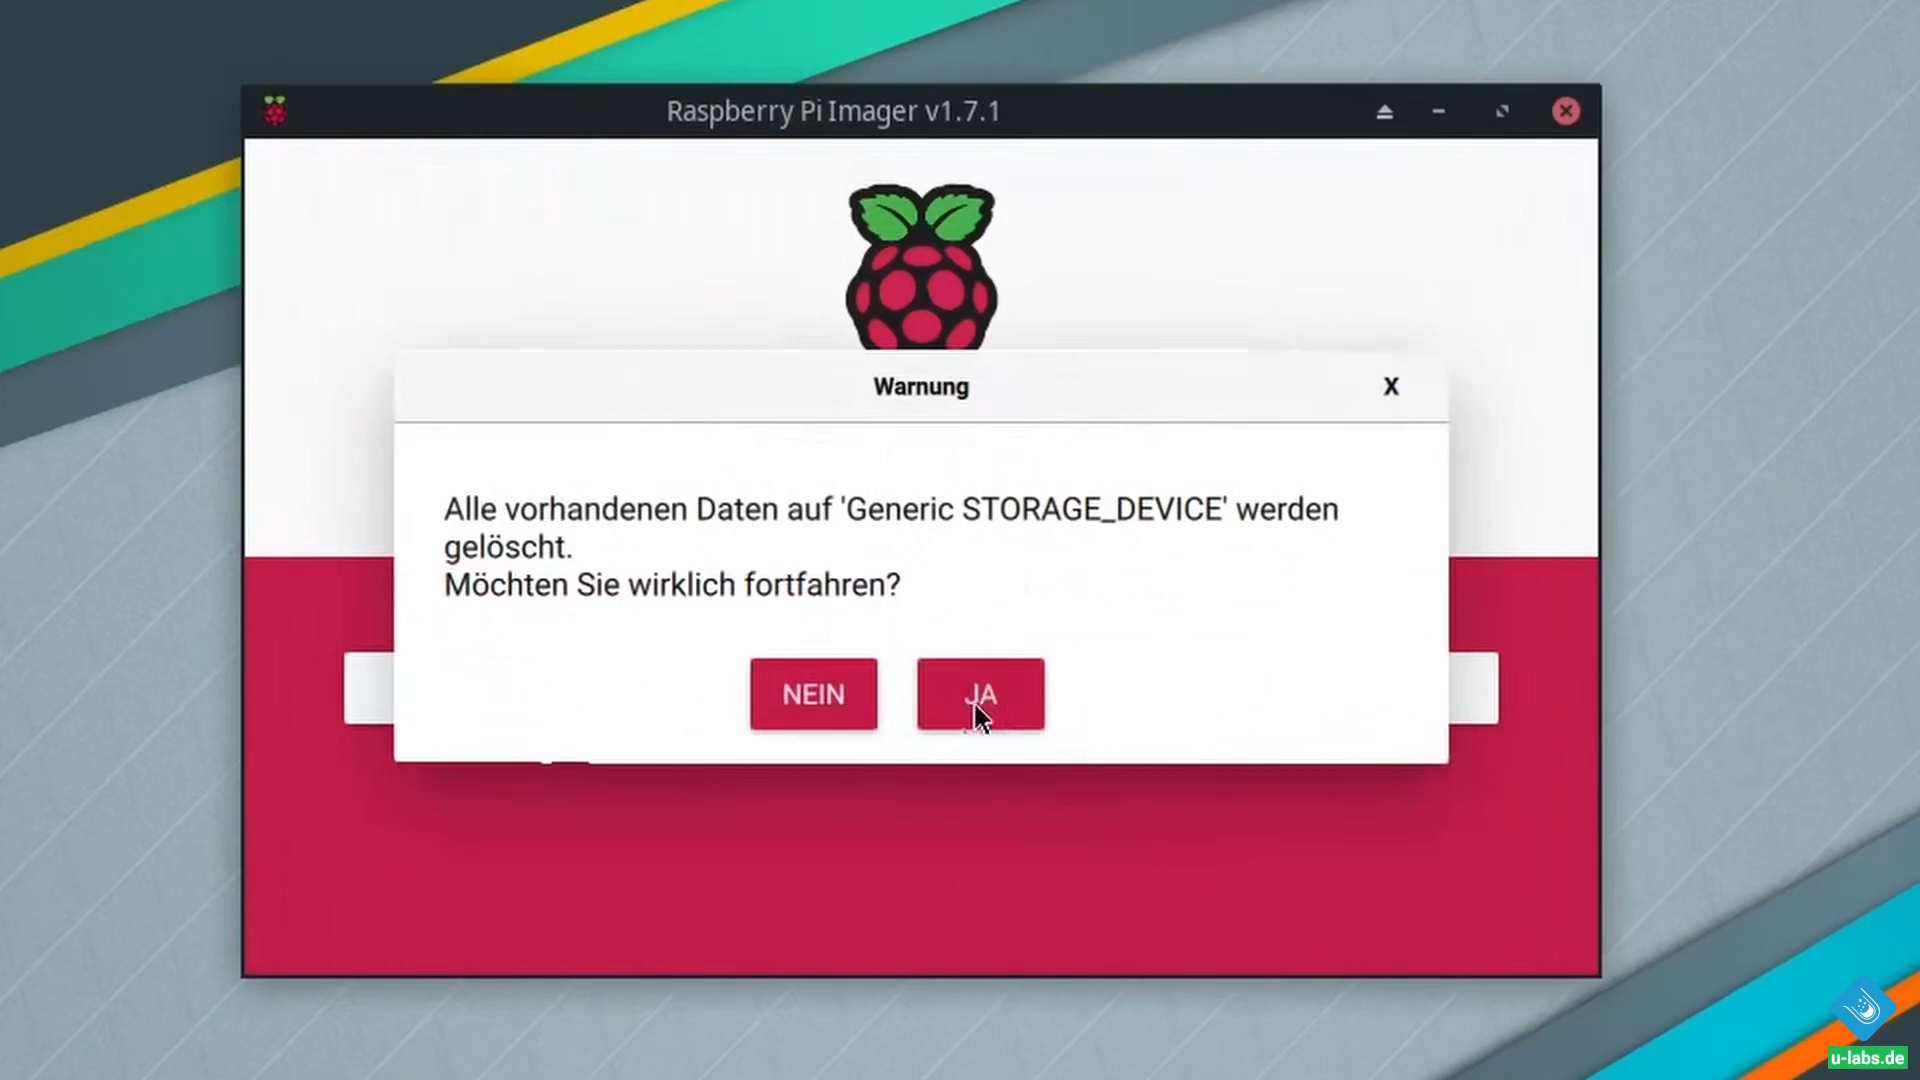 Raspberry Pi Imager v1.7.1
Warnung
X
Alle vorhandenen Daten auf 'Generic STORAGE_DEVICE' werden
gelöscht.
Möchten Sie wirklich fortfahren?
NEIN
JA
u-labs.de